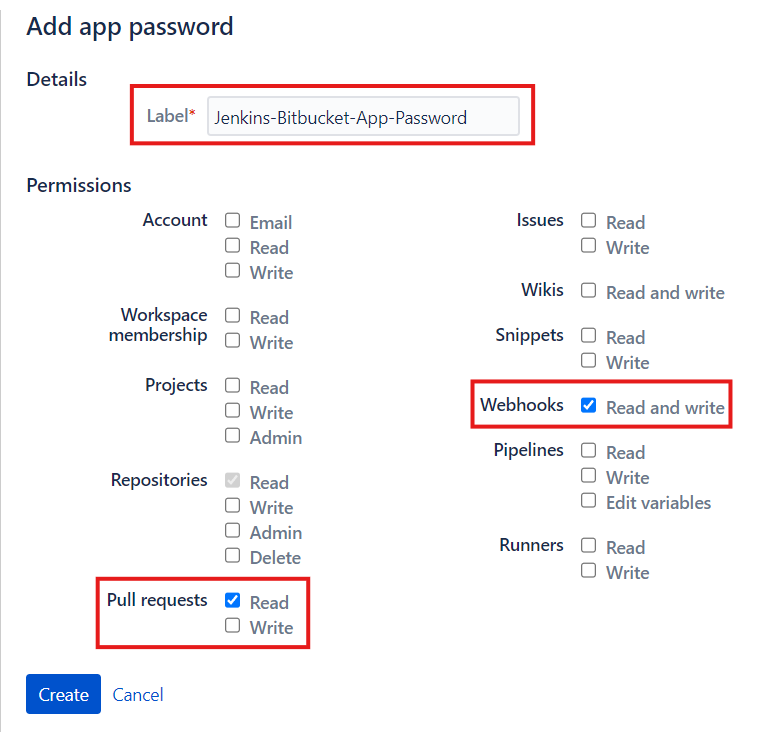 Add app password
Details
Label*
Jenkins-Bitbucket-App-Password
Permissions
Account
Email
Read
Write
Workspace
membership
Read
Write
Projects
Read
Write
Admin
Repositories
Read
Write
Admin
Delete
Pull requests
Read
Write
Issues
Read
Write
Wikis
Read and write
Snippets
Read
Write
Webhooks
Read and write
Pipelines
Read
Write
Edit variables
Runners
Read
Write
Create
Cancel